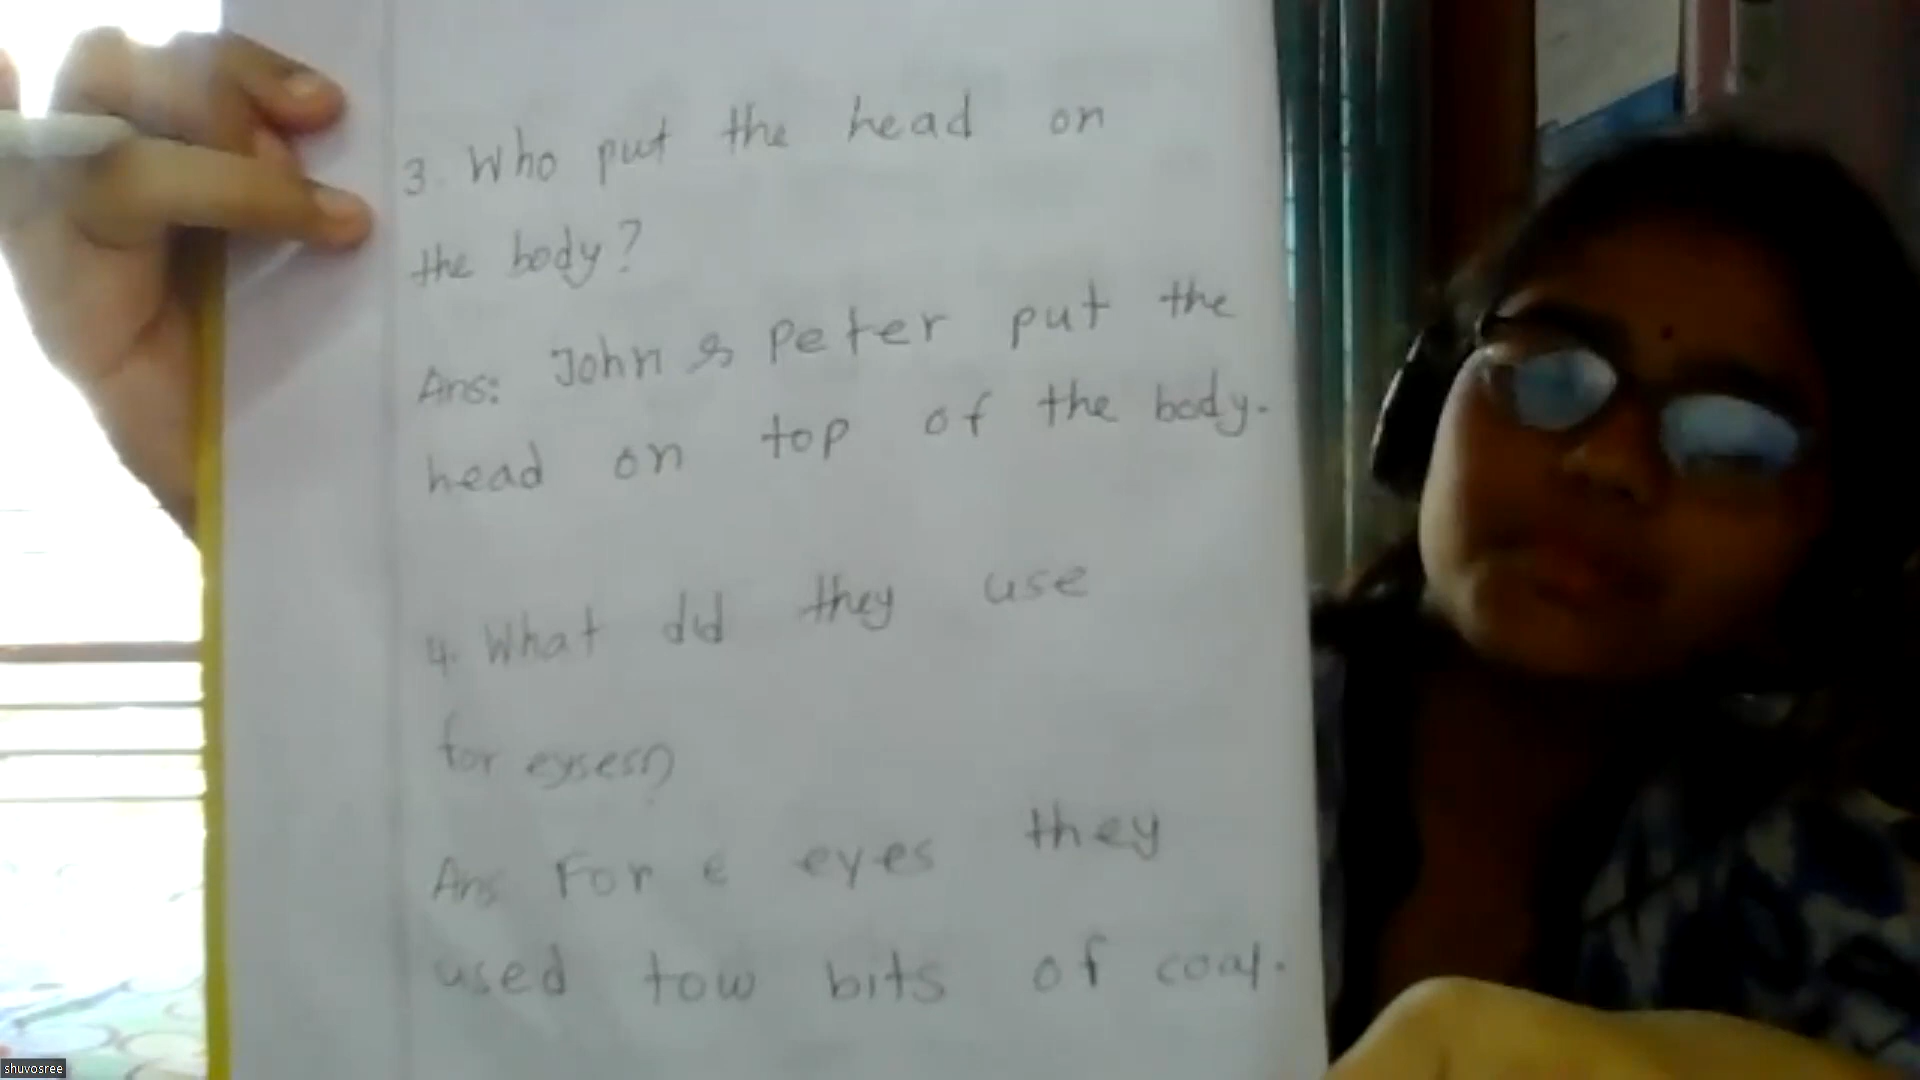 3. Who put the head on
the body?
Ans: John & Peter put the
head on top of the body.
4. What did they use
for eyses?
Ans For e eyes they
used tow bits of coal.
shuvosree